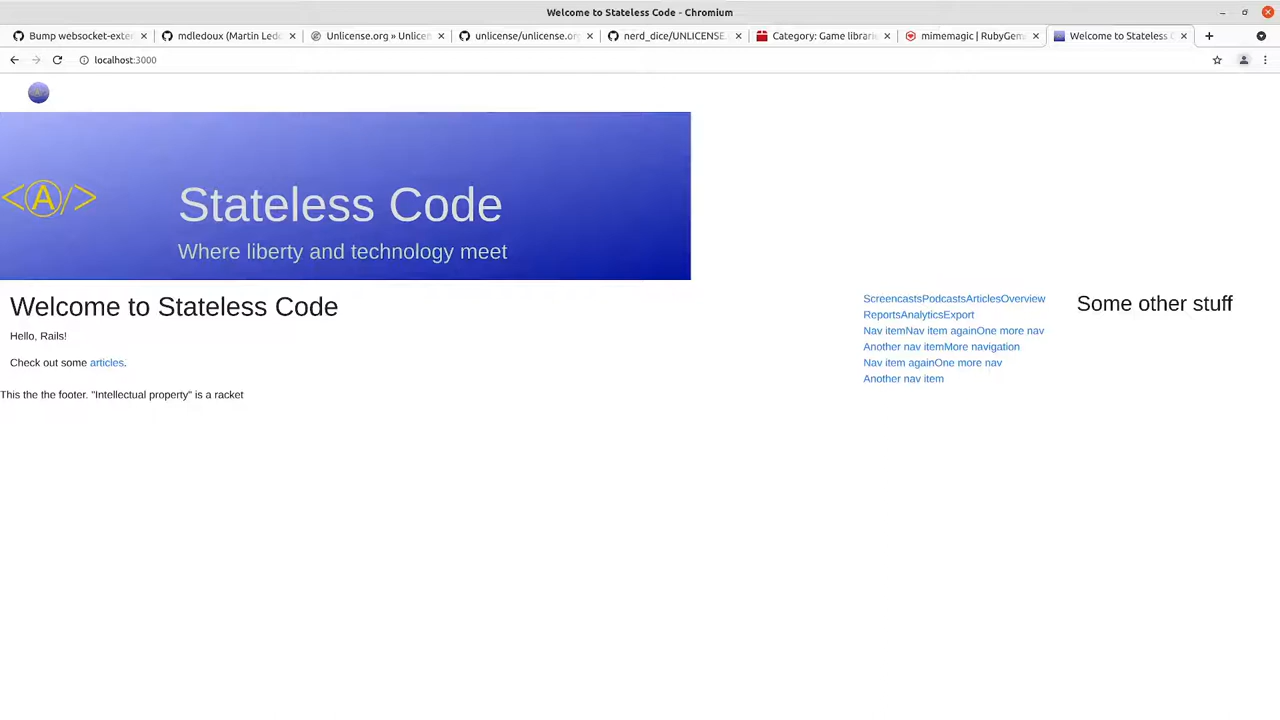 Welcome to Stateless Code - Chromium
Bump websocket-exte
mdledoux (Martin Led
Unlicense.org » Unlicen
unlicense/unlicense.org
nerd_dice/UNLICENSE.
Category: Game librarie
mimemagic | RubyGem
Welcome to Stateless C
localhost:3000
<A/>
Stateless Code
Where liberty and technology meet
Welcome to Stateless Code
Hello, Rails!
Check out some articles.
ScreencastsPodcastsArticlesOverview
ReportsAnalyticsExport
Nav itemNav item againOne more nav
Another nav itemMore navigation
Nav item againOne more nav
Another nav item
Some other stuff
This the the footer. "Intellectual property" is a racket